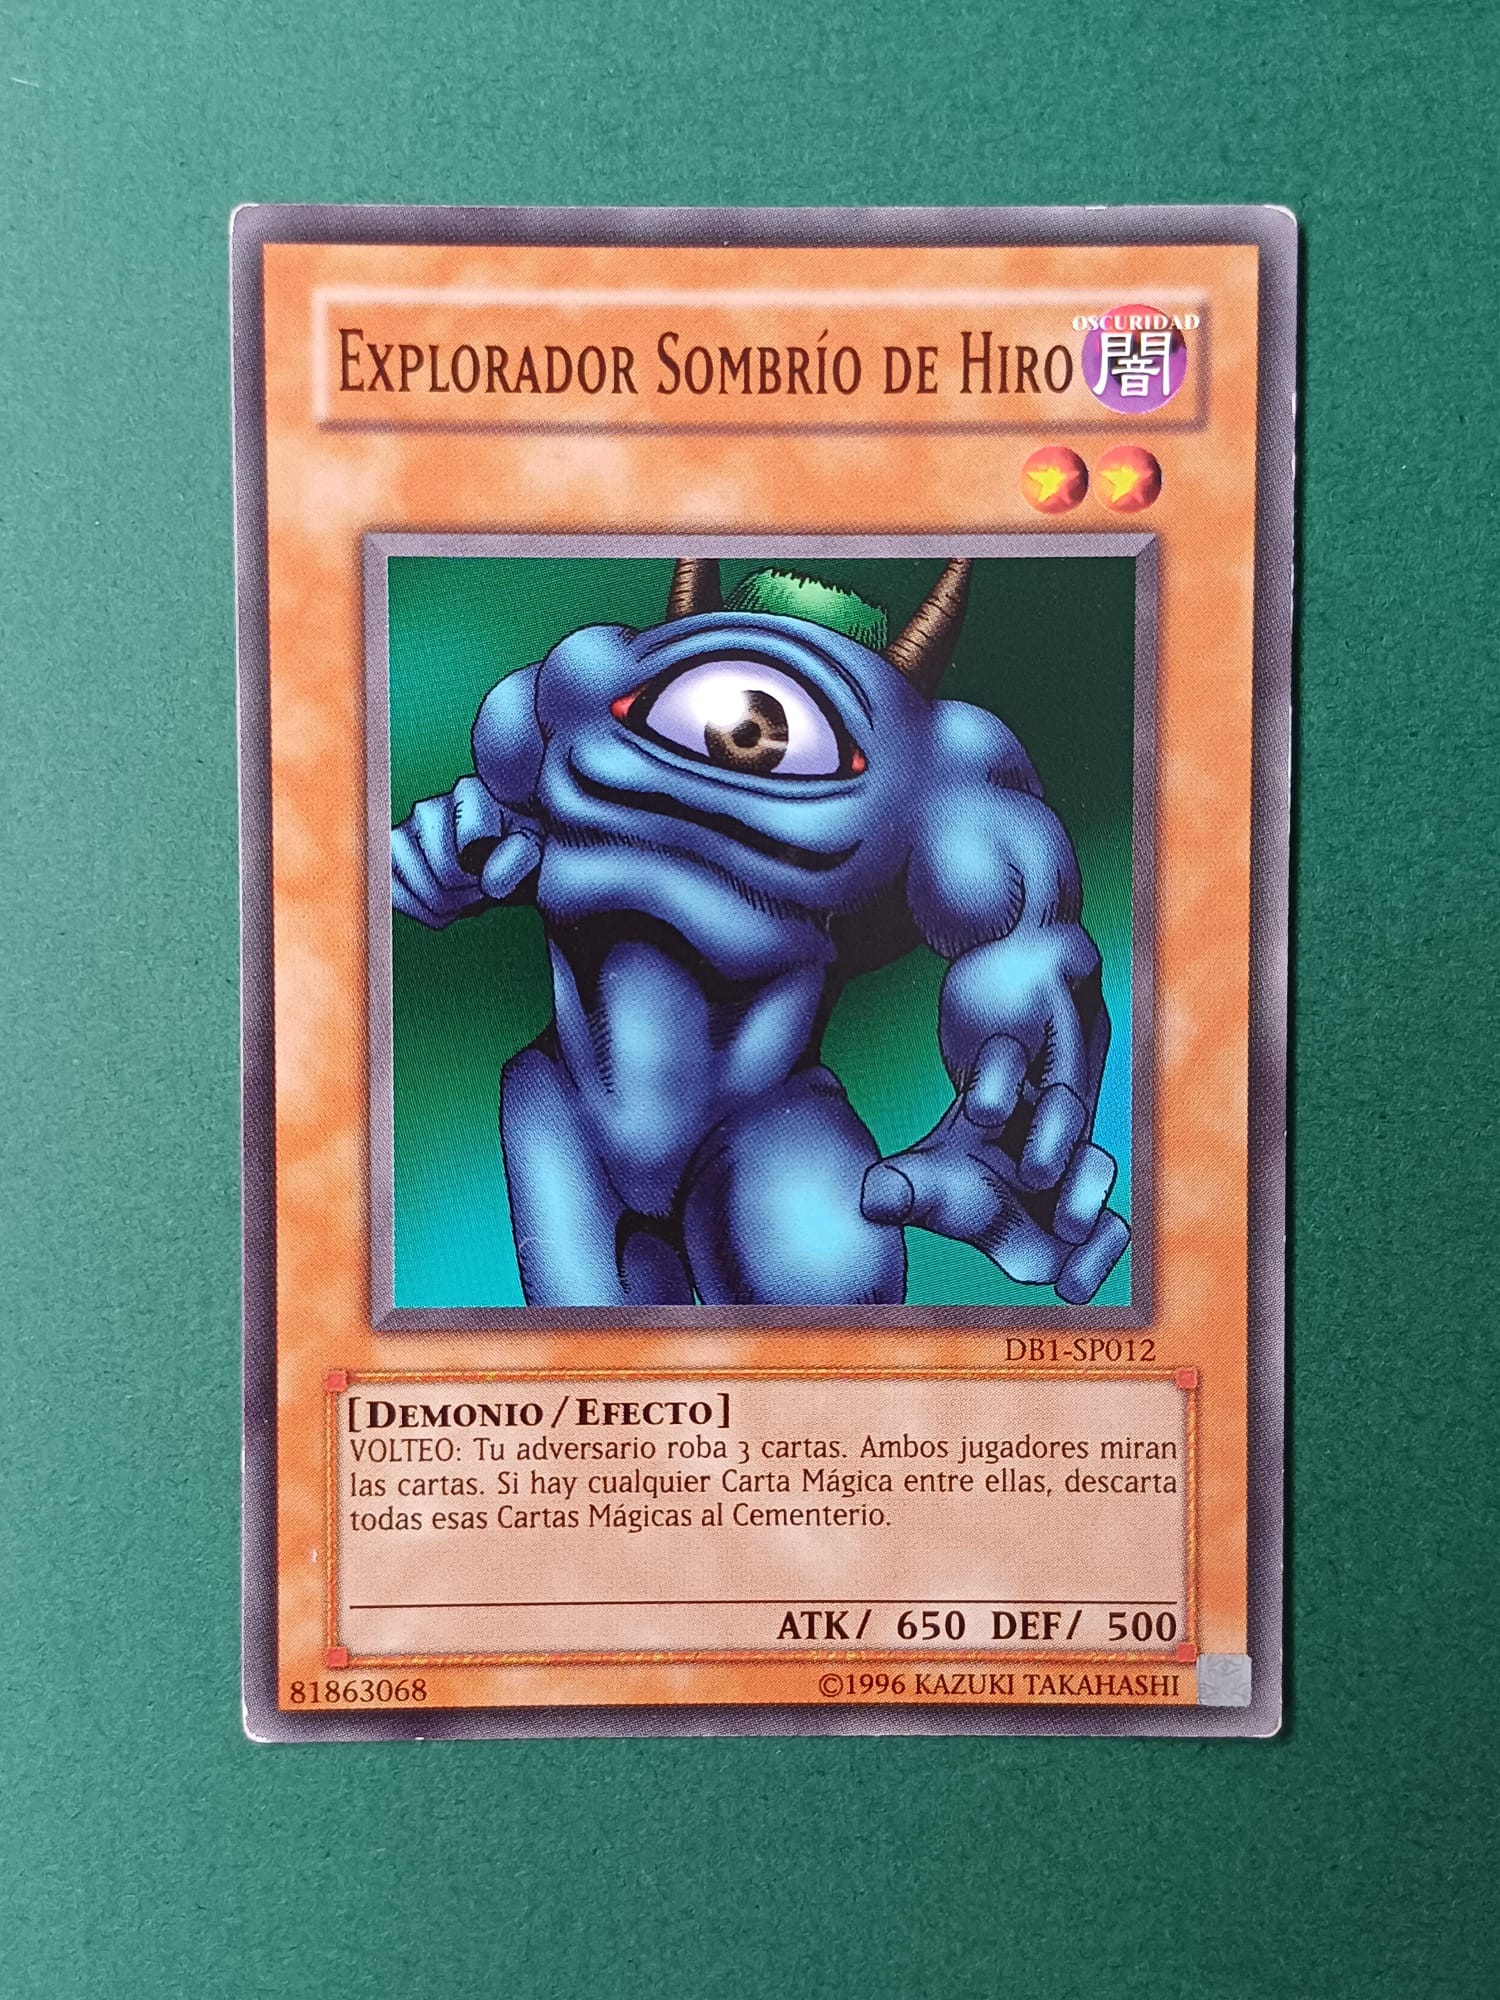 EXPLORADOR SOMBRÍO DE HIRO
OSCURIDAD
闇
DB1-SP012
[DEMONIO/EFECTO]
VOLTEO: Tu adversario roba 3 cartas. Ambos jugadores miran
las cartas. Si hay cualquier Carta Mágica entre ellas, descarta
todas esas Cartas Mágicas al Cementerio.
ATK/ 650 DEF/ 500
81863068
©1996 KAZUKI TAKAHASHI